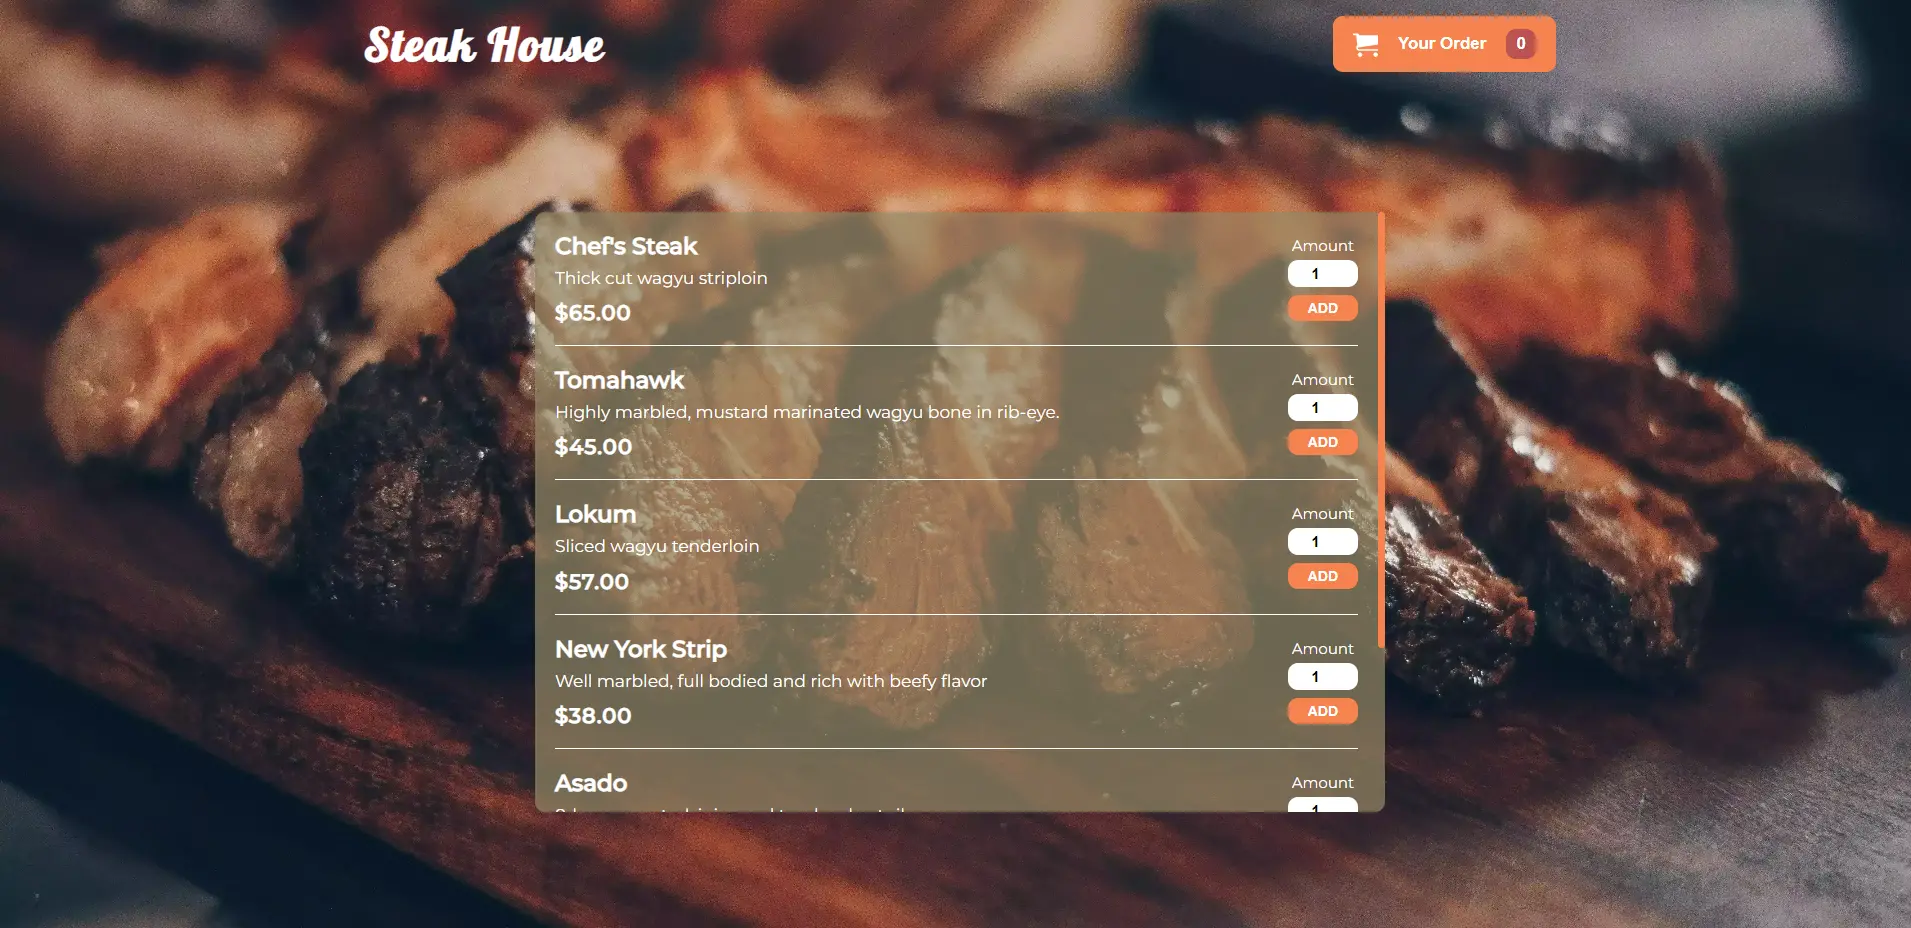 Steak House
Your Order 0
Chef's Steak
Amount
Thick cut wagyu striploin
1
$65.00
ADD
Tomahawk
Amount
Highly marbled, mustard marinated wagyu bone in rib-eye.
1
$45.00
ADD
Lokum
Amount
Sliced wagyu tenderloin
1
$57.00
ADD
New York Strip
Amount
Well marbled, full bodied and rich with beefy flavor
1
$38.00
ADD
Asado
Amount
1